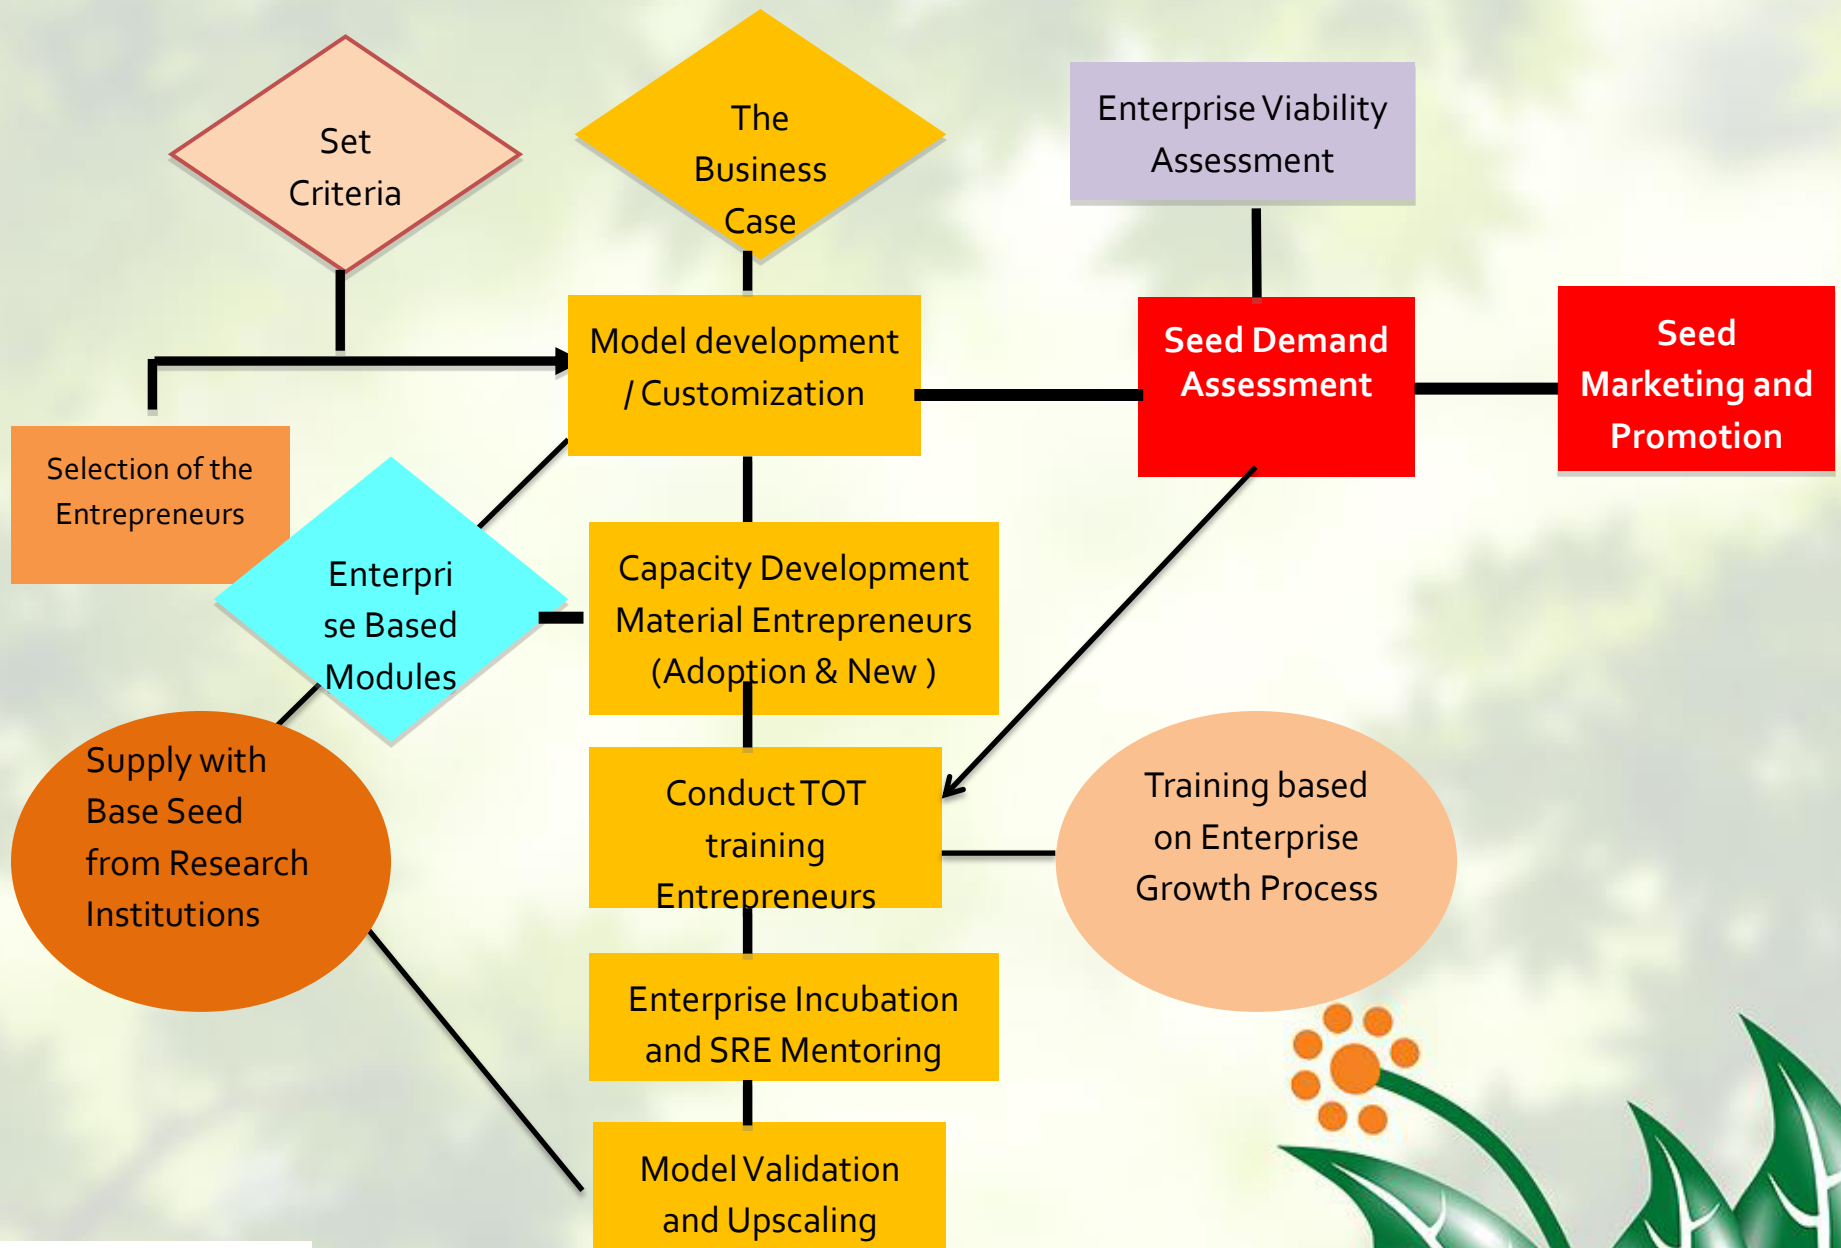 Set
Criteria
The
Business
Case
Enterprise Viability
Assessment
Model development
/ Customization
Seed Demand
Assessment
Seed
Marketing and
Promotion
Selection of the
Entrepreneurs
Enterpri
se Based
Modules
Capacity Development
Material Entrepreneurs
(Adoption & New )
Supply with
Base Seed
from Research
Institutions
Conduct TOT
training
Entrepreneurs
Training based
on Enterprise
Growth Process
Enterprise Incubation
and SRE Mentoring
Model Validation
and Upscaling